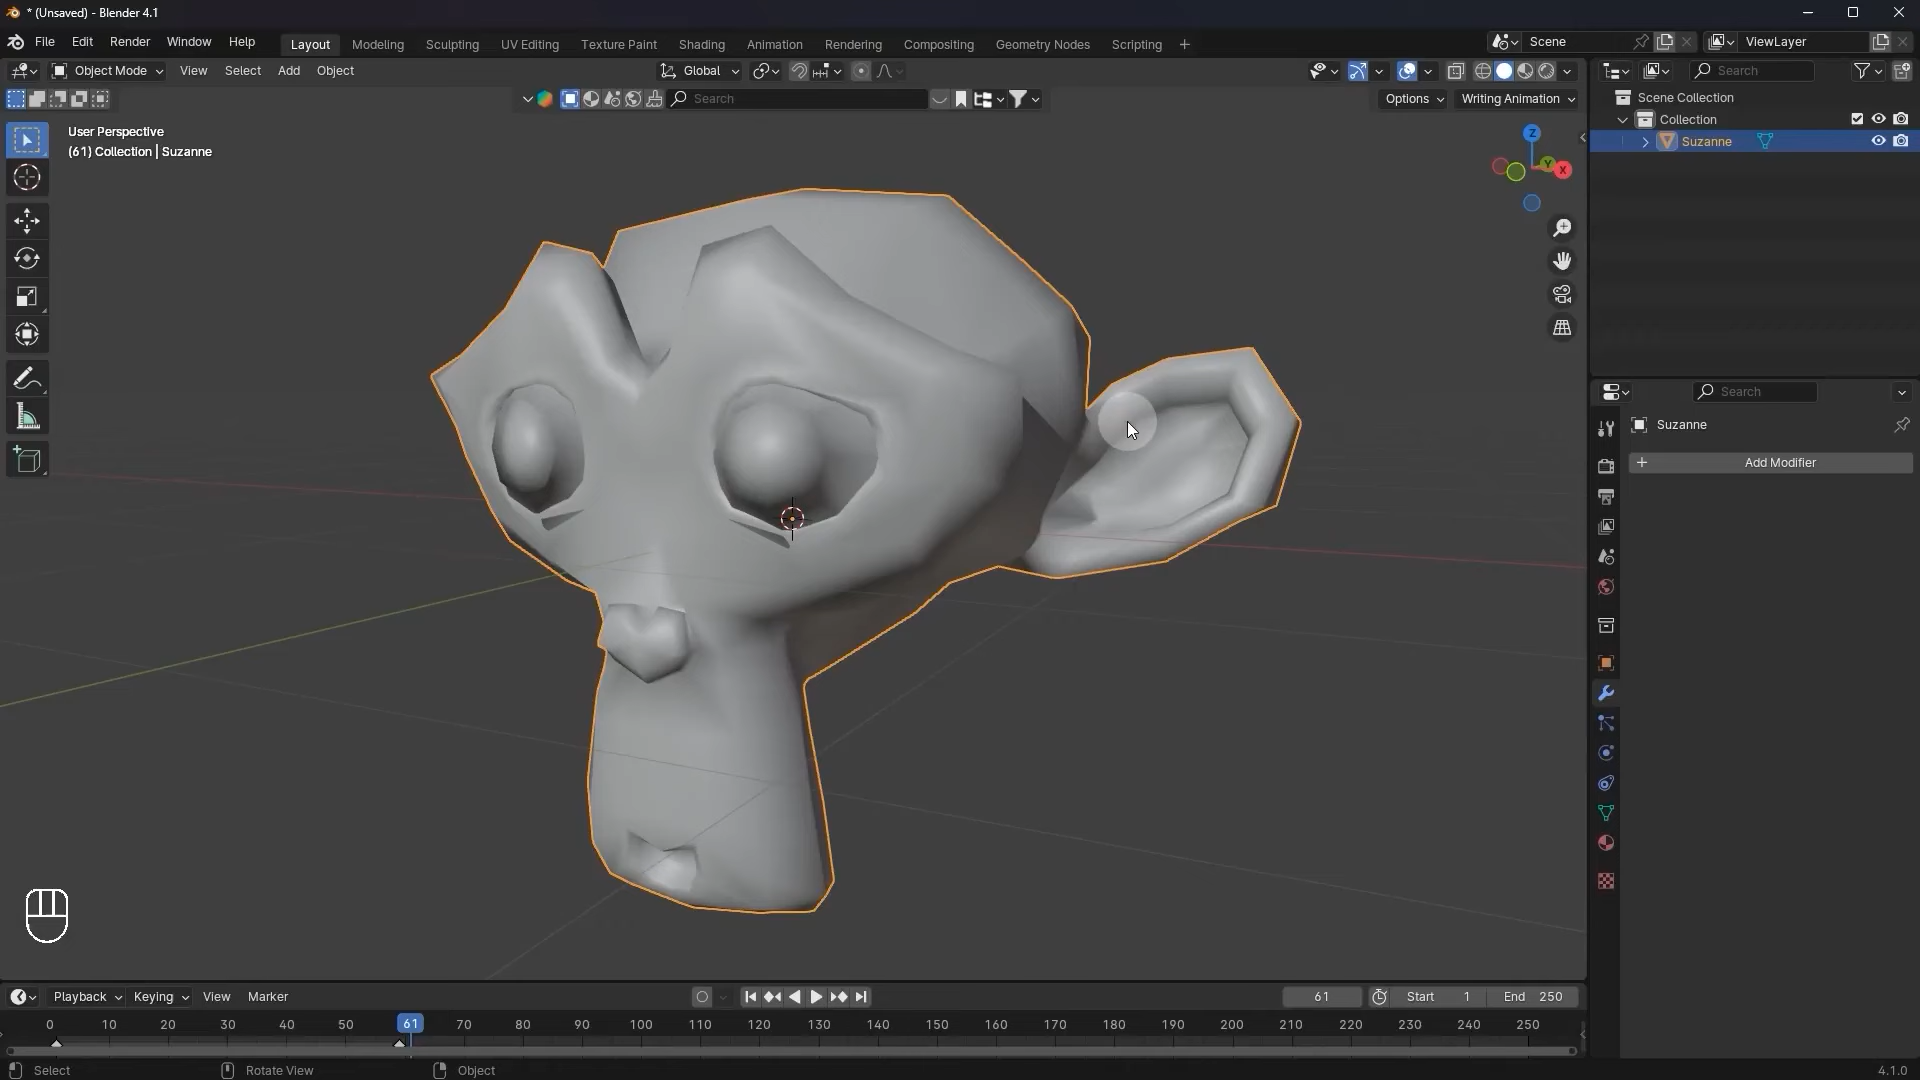 * (Unsaved) - Blender 4.1
File Edit Render Window Help Layout Modeling Sculpting UV Editing Texture Paint Shading Animation Rendering Compositing Geometry Nodes Scripting + Scene ViewLayer
Object Mode View Select Add Object Global Search
Search Options Writing Animation Scene Collection
User Perspective
(61) Collection | Suzanne
Collection
Suzanne
Z
Y
X
Search
Suzanne
+ Add Modifier
Playback Keying View Marker 61 Start 1 End 250
0 10 20 30 40 50 61 70 80 90 100 110 120 130 140 150 160 170 180 190 200 210 220 230 240 250
Select Rotate View Object 4.1.0